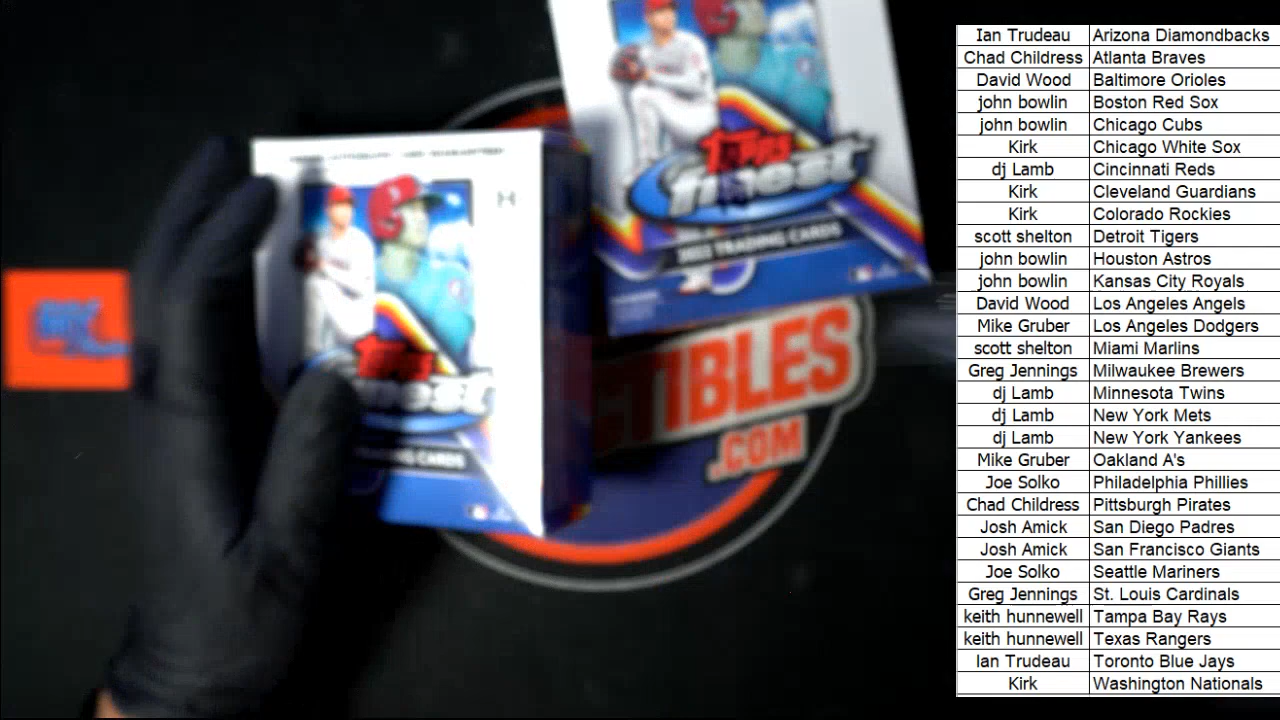 TOPPS
finest
2022 TRADING CARDS
H
TOPPS
finest
TRADING CARDS
TIBLES
.COM
Ian Trudeau Arizona Diamondbacks
Chad Childress Atlanta Braves
David Wood Baltimore Orioles
john bowlin Boston Red Sox
john bowlin Chicago Cubs
Kirk Chicago White Sox
dj Lamb Cincinnati Reds
Kirk Cleveland Guardians
Kirk Colorado Rockies
scott shelton Detroit Tigers
john bowlin Houston Astros
john bowlin Kansas City Royals
David Wood Los Angeles Angels
Mike Gruber Los Angeles Dodgers
scott shelton Miami Marlins
Greg Jennings Milwaukee Brewers
dj Lamb Minnesota Twins
dj Lamb New York Mets
dj Lamb New York Yankees
Mike Gruber Oakland A's
Joe Solko Philadelphia Phillies
Chad Childress Pittsburgh Pirates
Josh Amick San Diego Padres
Josh Amick San Francisco Giants
Joe Solko Seattle Mariners
Greg Jennings St. Louis Cardinals
keith hunnewell Tampa Bay Rays
keith hunnewell Texas Rangers
Ian Trudeau Toronto Blue Jays
Kirk Washington Nationals